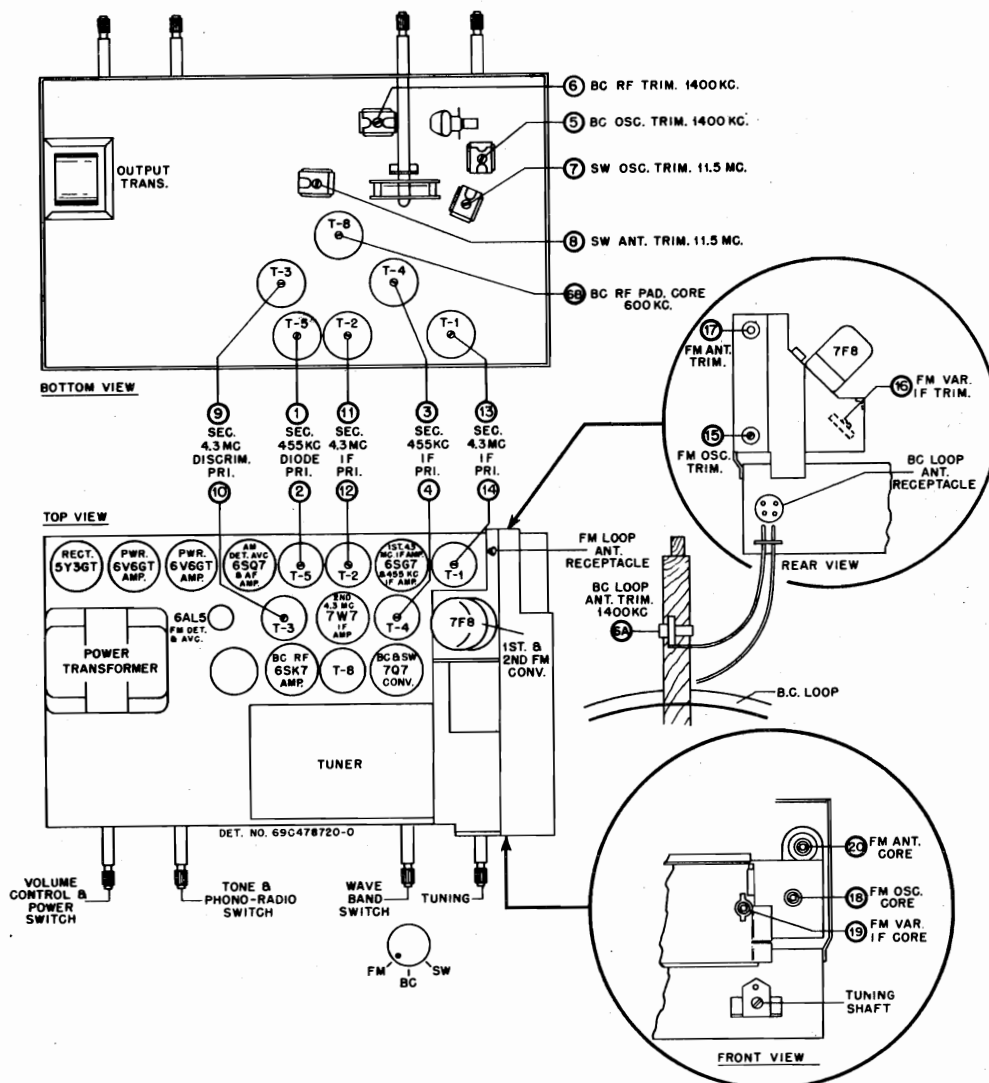 6 BC RF TRIM. 1400KC.
5 BC OSC. TRIM. 1400 KC.
7 SW OSC. TRIM. 11.5 MC.
8 SW ANT. TRIM. 11.5 MC.
6B BC RF PAD. CORE
600 KC.
OUTPUT
TRANS.
T-8
T-3
T-4
T-5
T-2
T-1
BOTTOM VIEW
9
SEC.
4.3 MC
DISCRIM.
PRI.
10
1
SEC.
455KC
DIODE
PRI.
2
11
SEC.
4.3 MC
IF
PRI.
12
3
SEC.
455KC
IF
PRI.
4
13
SEC.
4.3 MC
IF
PRI.
14
17
FM ANT.
TRIM.
7F8
16 FM VAR.
IF TRIM.
15
FM OSC.
TRIM.
BC LOOP
ANT.
RECEPTACLE
REAR VIEW
TOP VIEW
RECT.
5Y3GT
PWR.
6V6GT
AMP.
PWR.
6V6GT
AMP.
AM
DET. AVC
6SQ7
& AF
AMP.
T-5
T-2
1ST. 4.3
MC. IF AMP.
6SG7
& 455 KC
IF AMP.
T-1
FM LOOP
ANT.
RECEPTACLE
6AL5
FM DET.
& AVC.
T-3
2ND
4.3 MC
7W7
IF
AMP
T-4
7F8
1ST. &
2ND FM
CONV.
POWER
TRANSFORMER
BC RF
6SK7
AMP.
T-8
BC & SW
7Q7
CONV.
BC LOOP
ANT. TRIM.
1400KC
6A
B.C. LOOP
TUNER
DET. NO. 69C478720-0
VOLUME
CONTROL &
POWER
SWITCH
TONE &
PHONO-RADIO
SWITCH
WAVE
BAND
SWITCH
TUNING
FM
BC
SW
20 FM ANT.
CORE
18 FM OSC.
CORE
19 FM VAR.
IF CORE
TUNING
SHAFT
FRONT VIEW